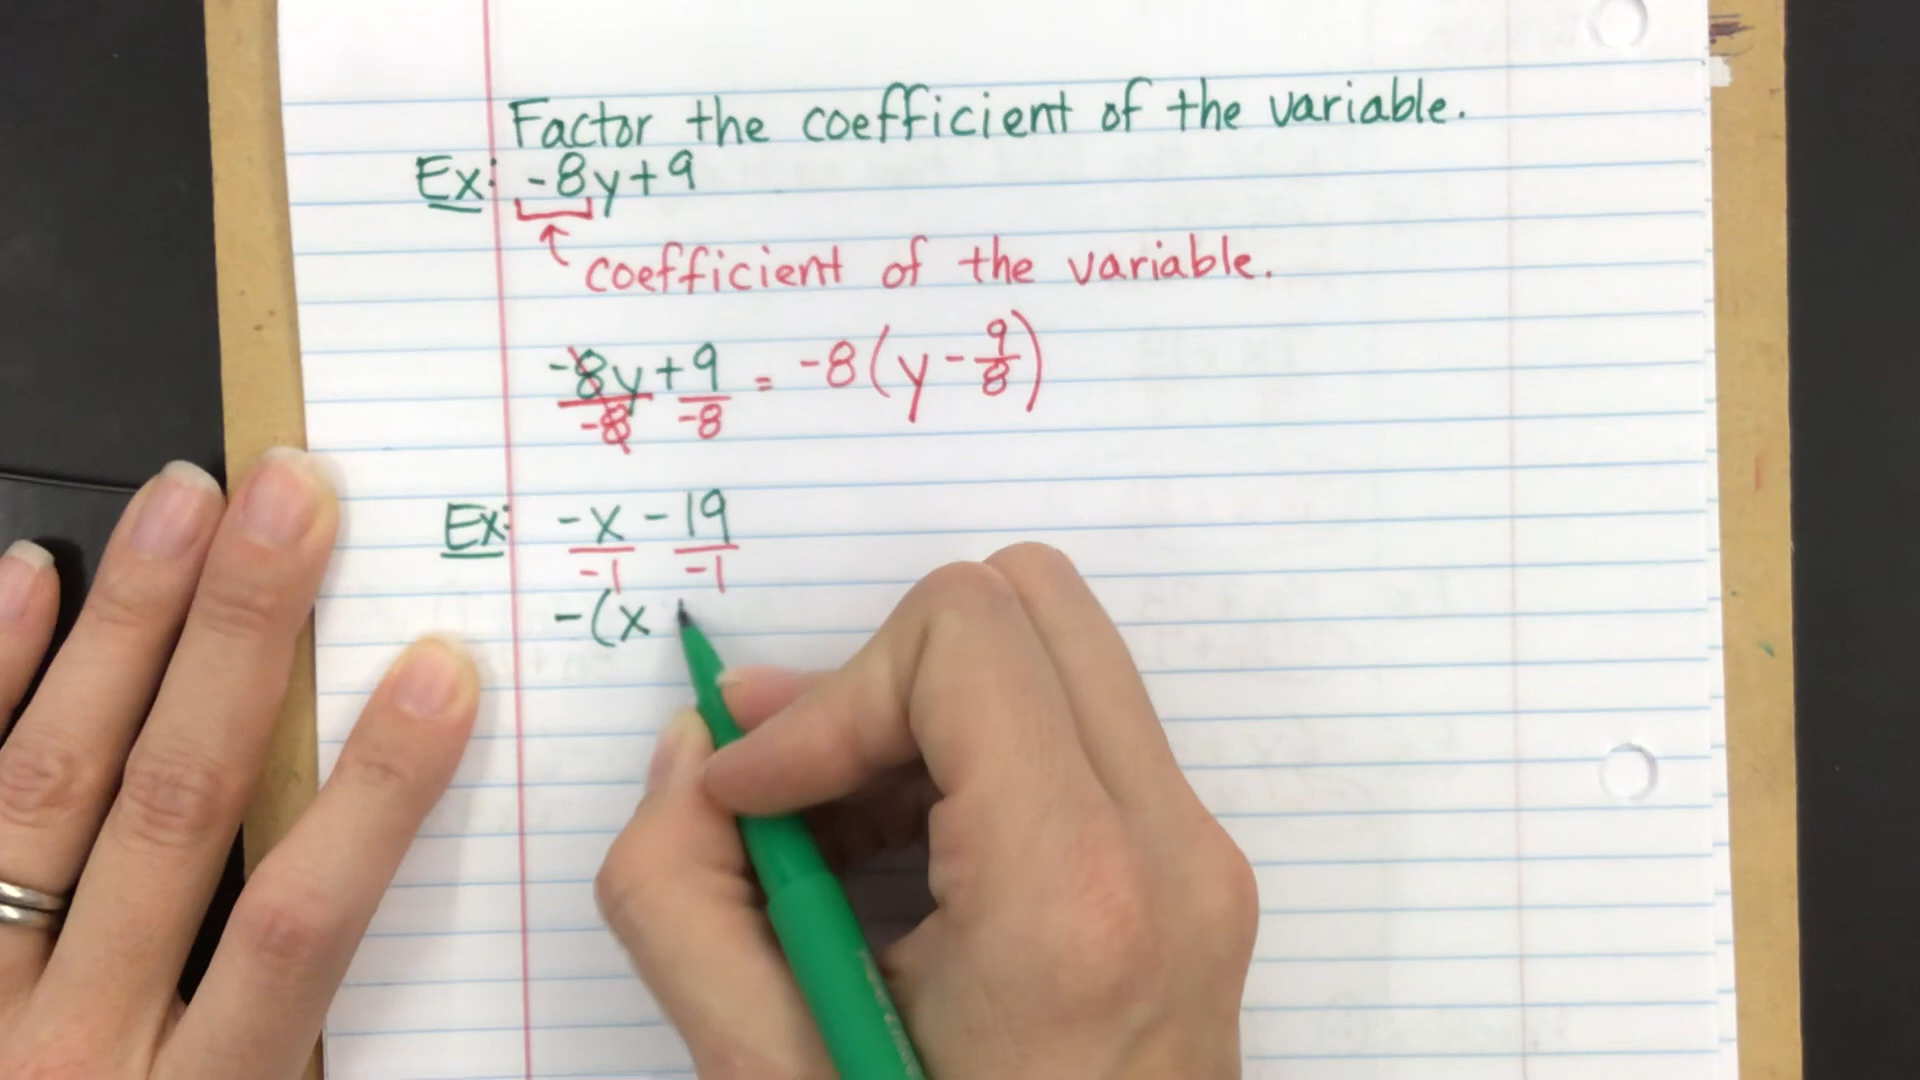 Factor the coefficient of the variable.
Ex: -8y+9
coefficient of the variable.
-8y+9 = -8(y-9/8)
-8 -8
Ex: -x-19
-1 -1
-(x